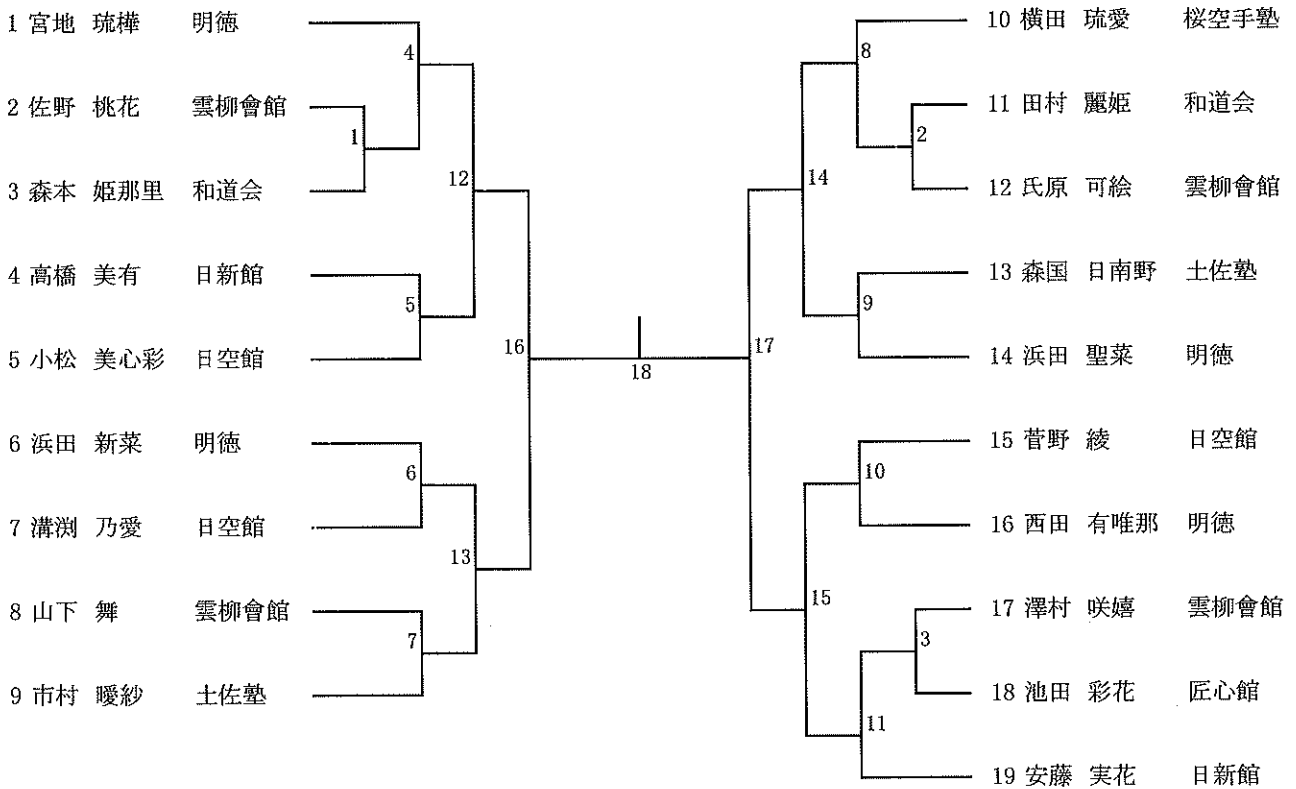 1 宮地 琉樺 明徳
2 佐野 桃花 雲柳會館
3 森本 姫那里 和道会
4 高橋 美有 日新館
5 小松 美心彩 日空館
6 浜田 新菜 明徳
7 溝渕 乃愛 日空館
8 山下 舞 雲柳會館
9 市村 曖紗 土佐塾
4
1
12
5
16
6
13
7
18
10 横田 琉愛 桜空手塾
11 田村 麗姫 和道会
12 氏原 可絵 雲柳會館
13 森国 日南野 土佐塾
14 浜田 聖菜 明徳
15 菅野 綾 日空館
16 西田 有唯那 明徳
17 澤村 咲嬉 雲柳會館
18 池田 彩花 匠心館
19 安藤 実花 日新館
8
2
14
9
17
10
15
3
11